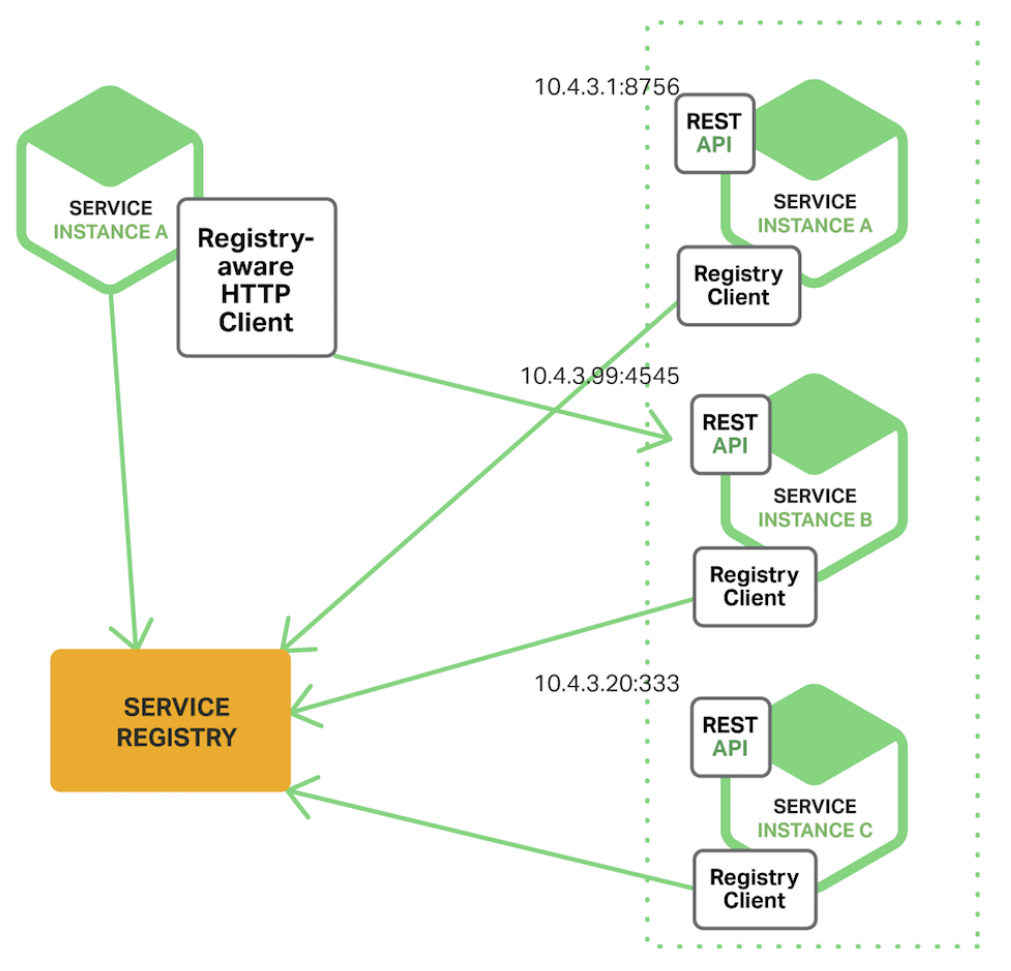 SERVICE
INSTANCE A
Registry-
aware
HTTP
Client
SERVICE
REGISTRY
10.4.3.1:8756
REST
API
SERVICE
INSTANCE A
Registry
Client
10.4.3.99:4545
REST
API
SERVICE
INSTANCE B
Registry
Client
10.4.3.20:333
REST
API
SERVICE
INSTANCE C
Registry
Client